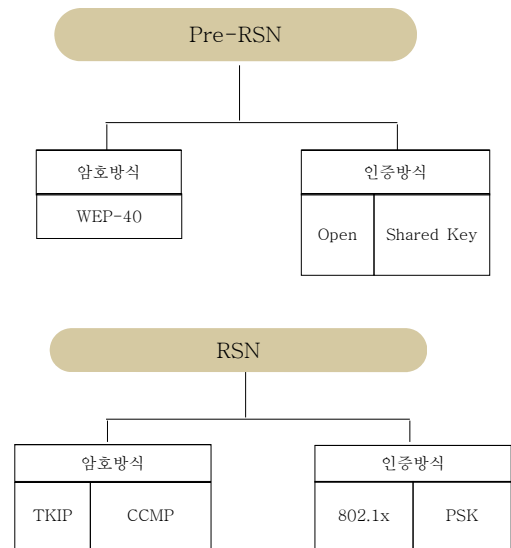 Pre-RSN
암호방식
WEP-40
인증방식
Open Shared Key
RSN
암호방식
TKIP CCMP
인증방식
802.1x PSK